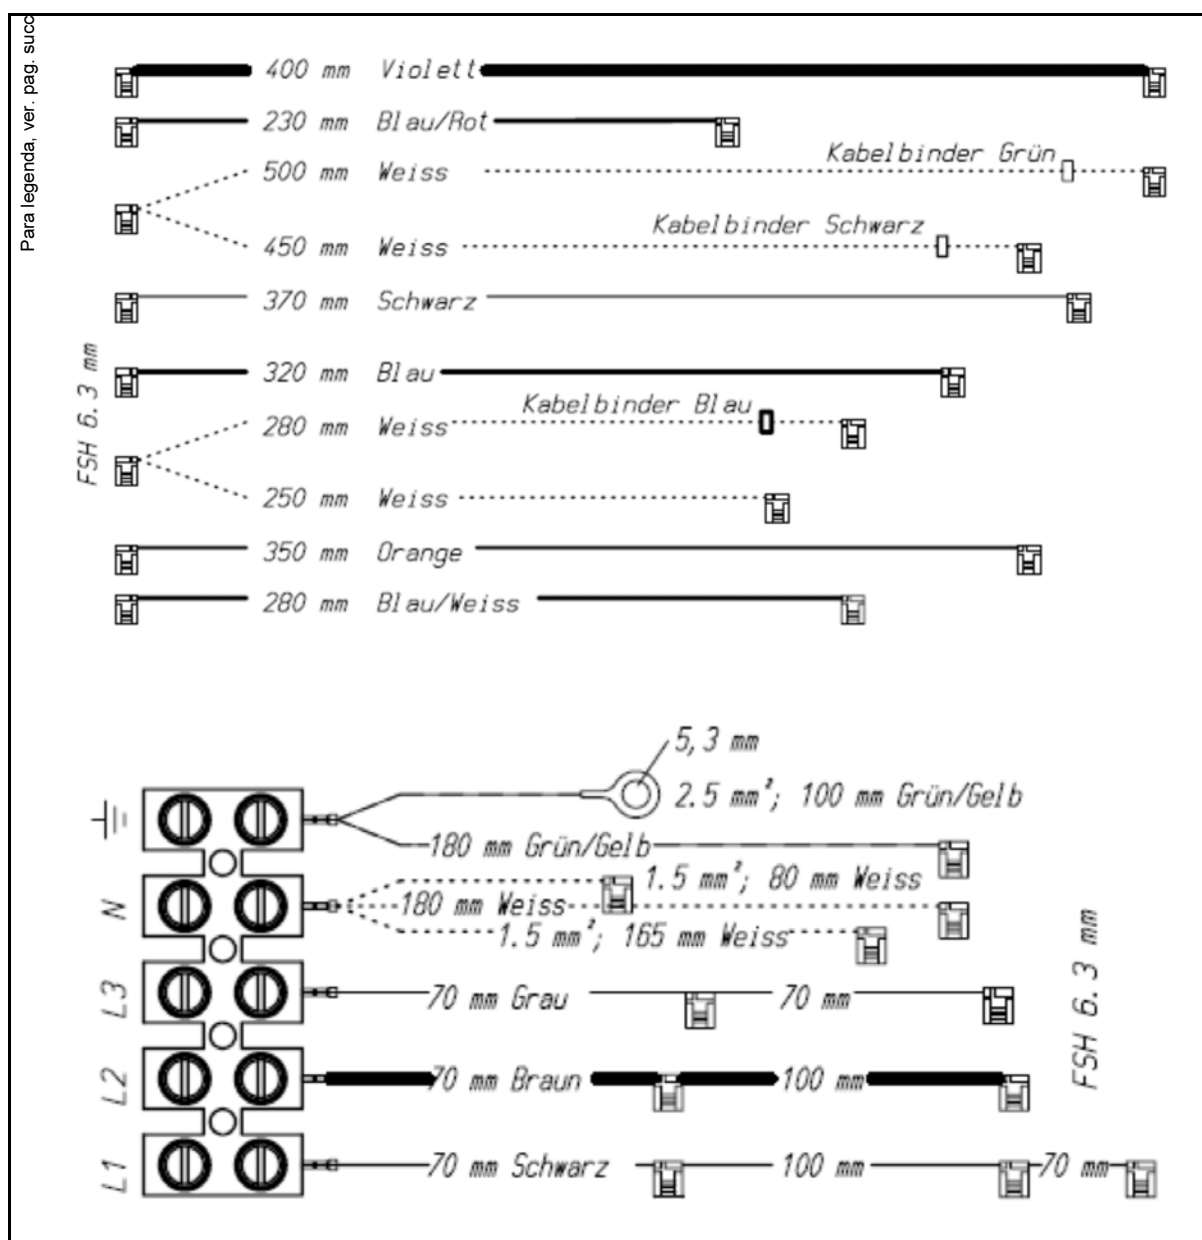 Para legenda, ver. pag. succ
400 mm Violett
230 mm Blau/Rot
Kabelbinder Grün
500 mm Weiss
Kabelbinder Schwarz
450 mm Weiss
370 mm Schwarz
FSH 6.3 mm
320 mm Blau
Kabelbinder Blau
280 mm Weiss
250 mm Weiss
350 mm Orange
280 mm Blau/Weiss
5,3 mm
2.5 mm²; 100 mm Grün/Gelb
180 mm Grün/Gelb
N
1.5 mm²; 80 mm Weiss
180 mm Weiss
1.5 mm²; 165 mm Weiss
L3
70 mm Grau 70 mm
FSH 6.3 mm
L2
70 mm Braun 100 mm
L1
70 mm Schwarz 100 mm 70 mm